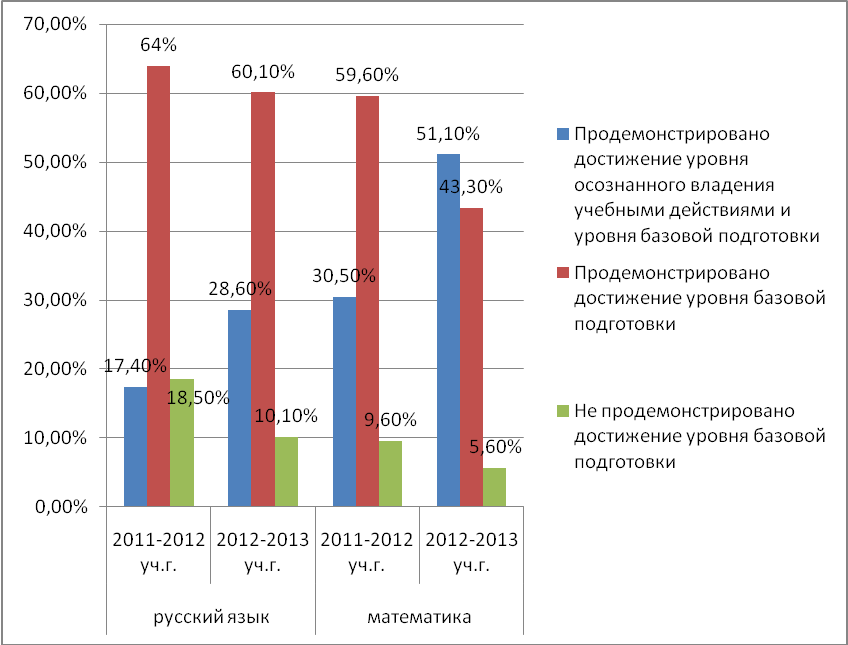 70,00%
60,00%
50,00%
40,00%
30,00%
20,00%
10,00%
0,00%
64%
60,10%
59,60%
51,10%
43,30%
30,50%
28,60%
17,40%
18,50%
10,10%
9,60%
5,60%
2011-2012
уч.г.
2012-2013
уч.г.
2011-2012
уч.г.
2012-2013
уч.г.
русский язык
математика
Продемонстрировано
достижение уровня
осознанного владения
учебными действиями и
уровня базовой подготовки
Продемонстрировано
достижение уровня базовой
подготовки
Не продемонстрировано
достижение уровня базовой
подготовки